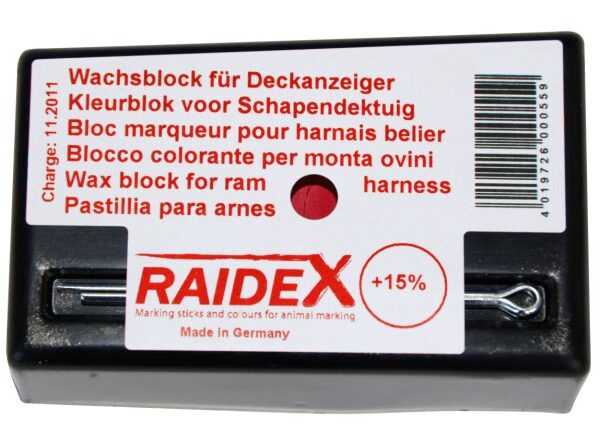 Wachsblock für Deckanzeiger
Kleurblok voor Schapendektuig
Bloc marqueur pour harnais belier
Blocco colorante per monta ovini
Wax block for ram harness
Pastillia para arnes
Charge: 11.2011
4 019726 000559
RAIDEX
+15%
Marking sticks and colours for animal marking
Made In Germany